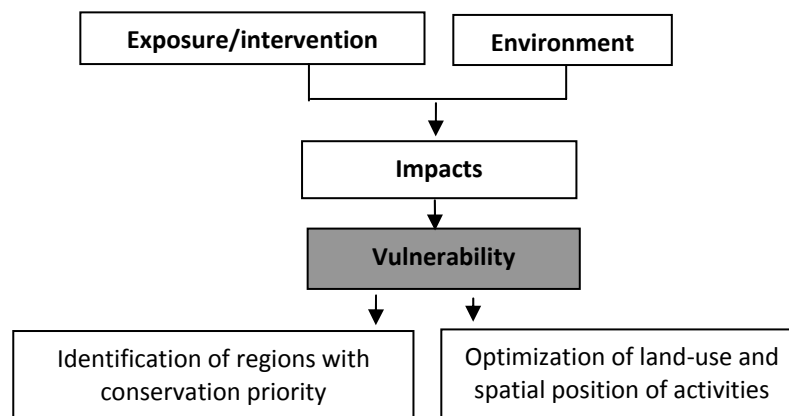 Exposure/intervention
Environment
Impacts
Vulnerability
Identification of regions with
conservation priority
Optimization of land-use and
spatial position of activities